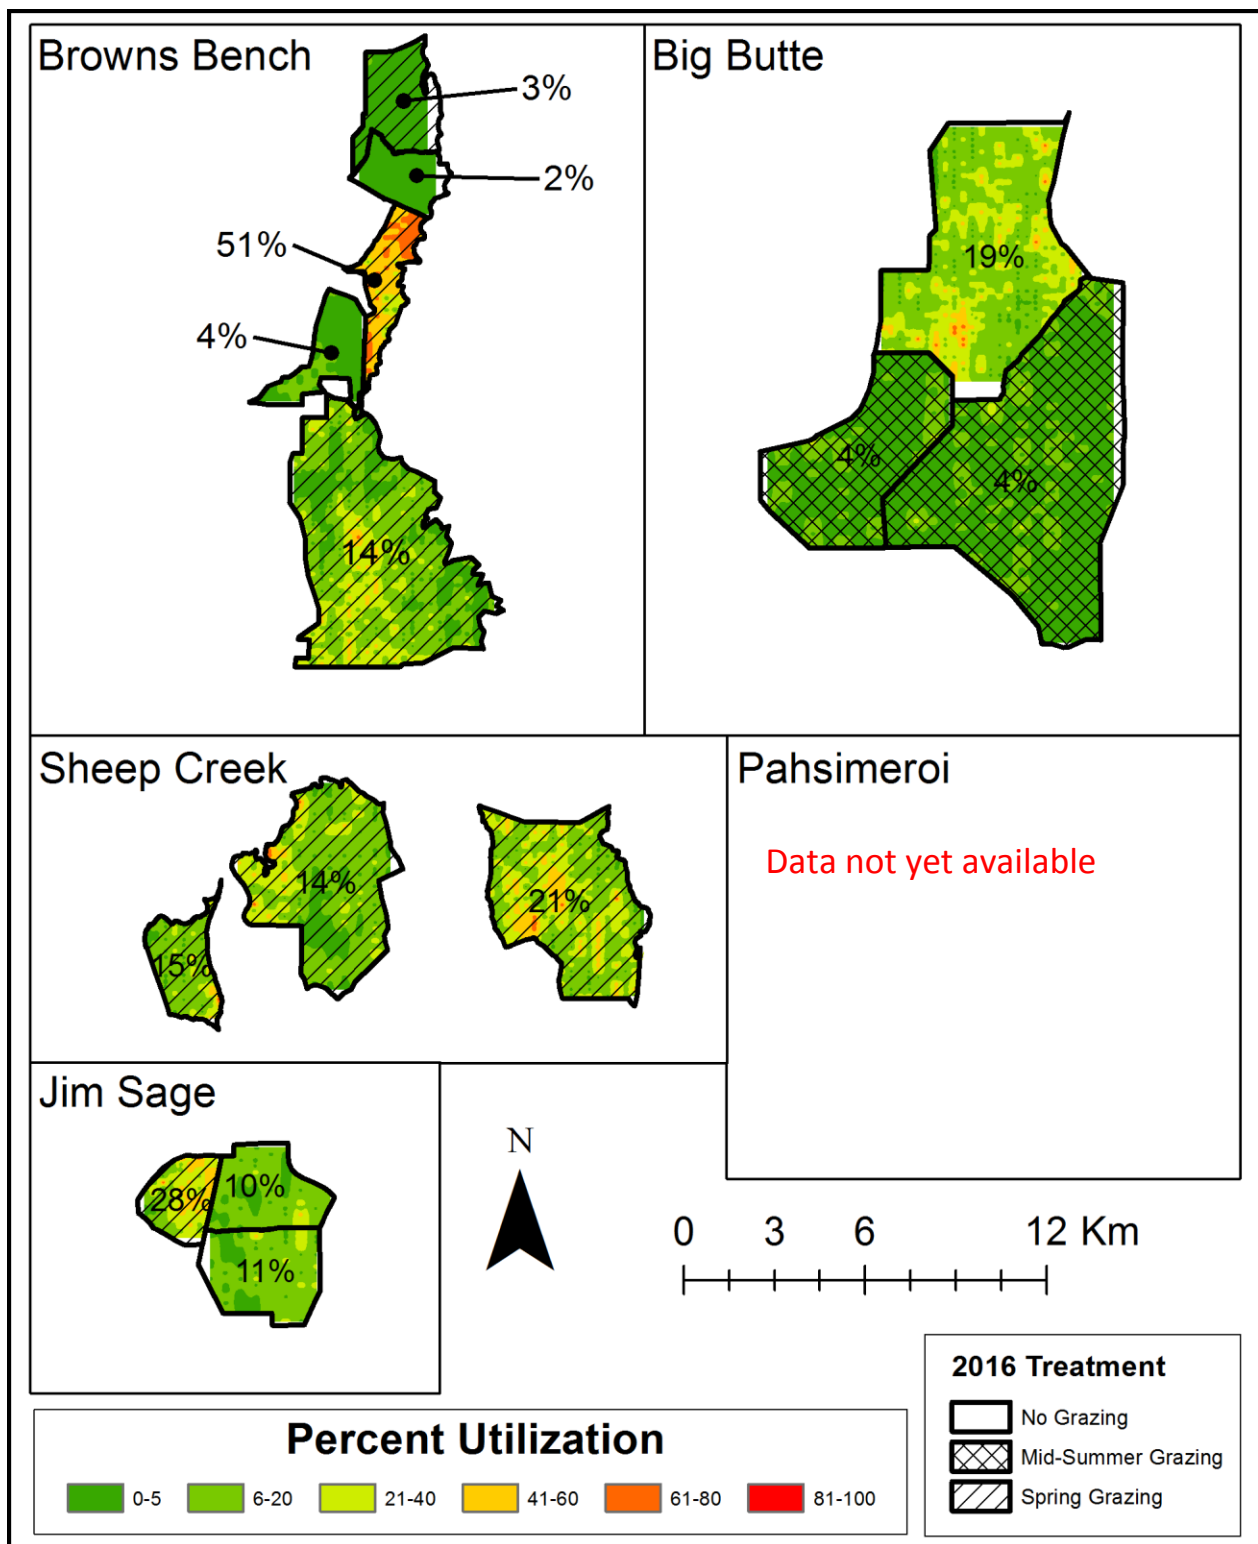 Browns Bench
3%
2%
51%
4%
14%
Big Butte
19%
4%
4%
Sheep Creek
14%
15%
21%
Pahsimeroi
Data not yet available
Jim Sage
28%
10%
11%
N
0 3 6 12 Km
2016 Treatment
No Grazing
Mid-Summer Grazing
Spring Grazing
Percent Utilization
0-5 6-20 21-40 41-60 61-80 81-100